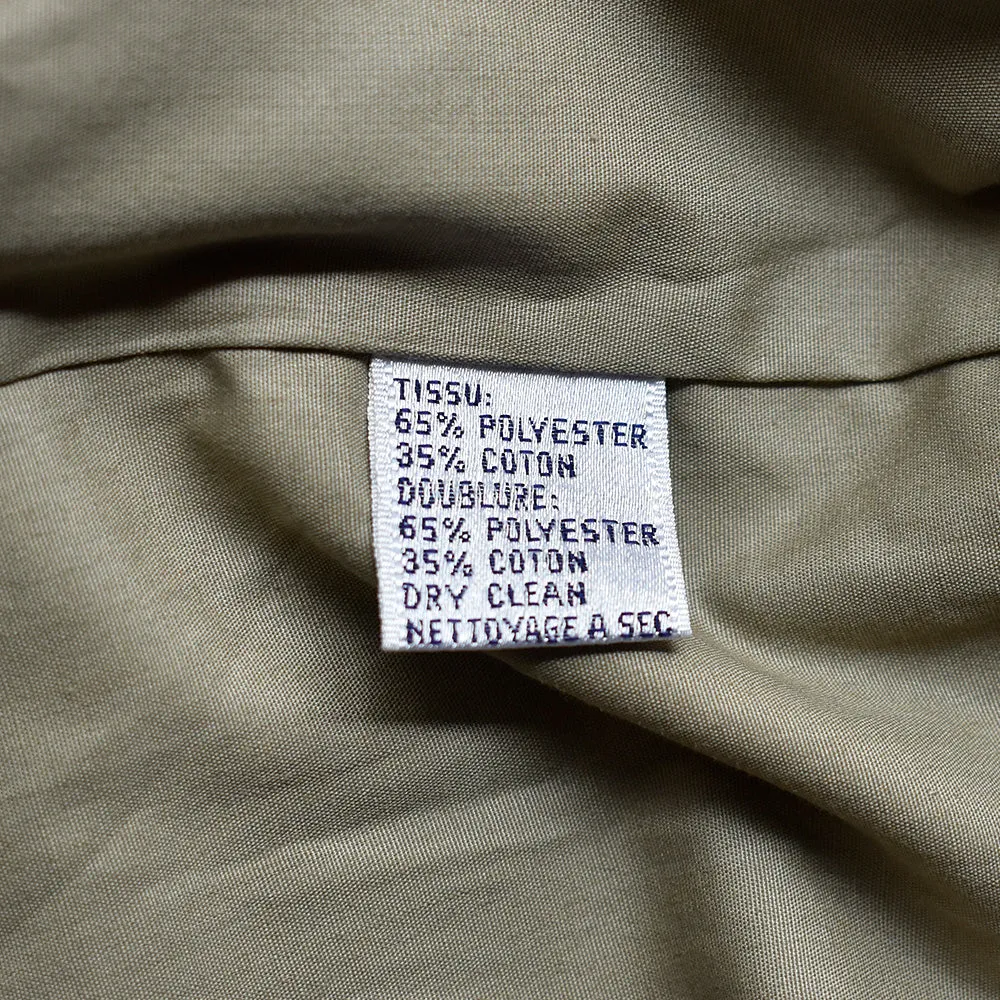 TISSU:
65% POLYESTER
35% COTON
DOUBLURE:
65% POLYESTER
35% COTON
DRY CLEAN
NETTOYAGE A SEC